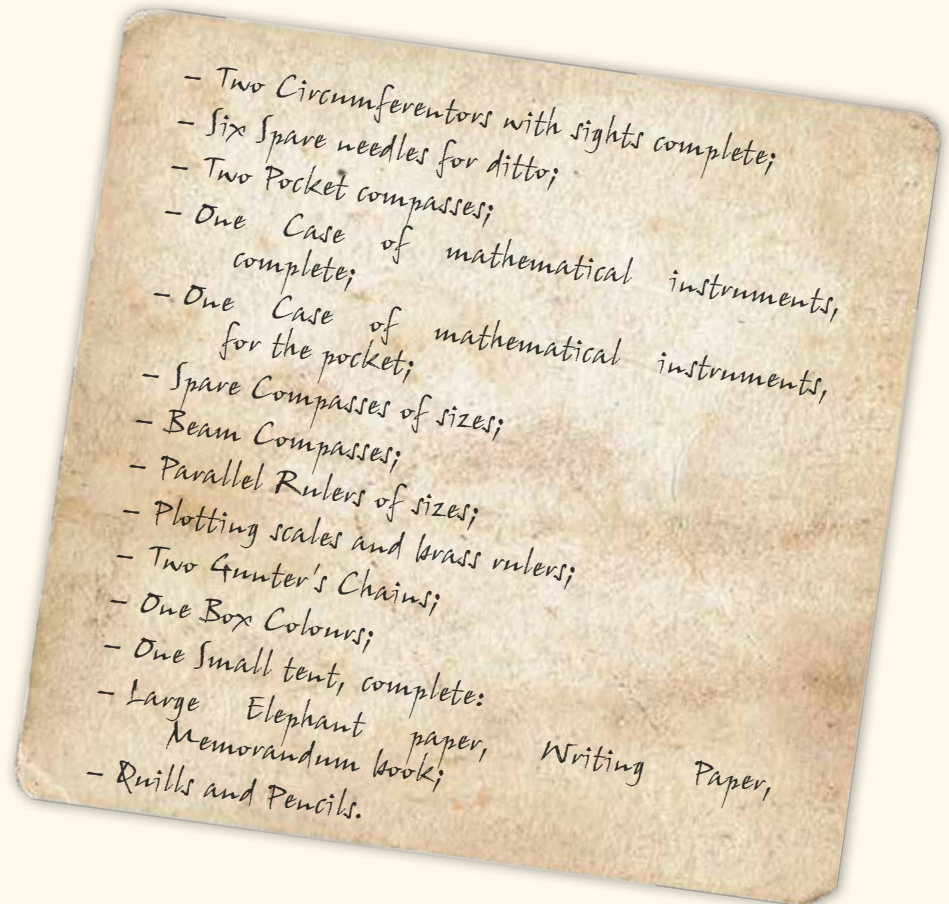 – Two Circumferentors with sights complete;
– Six Spare needles for ditto;
– Two Pocket compasses;
– One Case of mathematical instruments,
complete;
– One Case of mathematical instruments,
for the pocket;
– Spare Compasses of sizes;
– Beam Compasses;
– Parallel Rulers of sizes;
– Plotting scales and brass rulers;
– Two Gunter's Chains;
– One Box Colours;
– One Small tent, complete:
– Large Elephant paper, Writing Paper,
Memorandum book;
– Quills and Pencils.